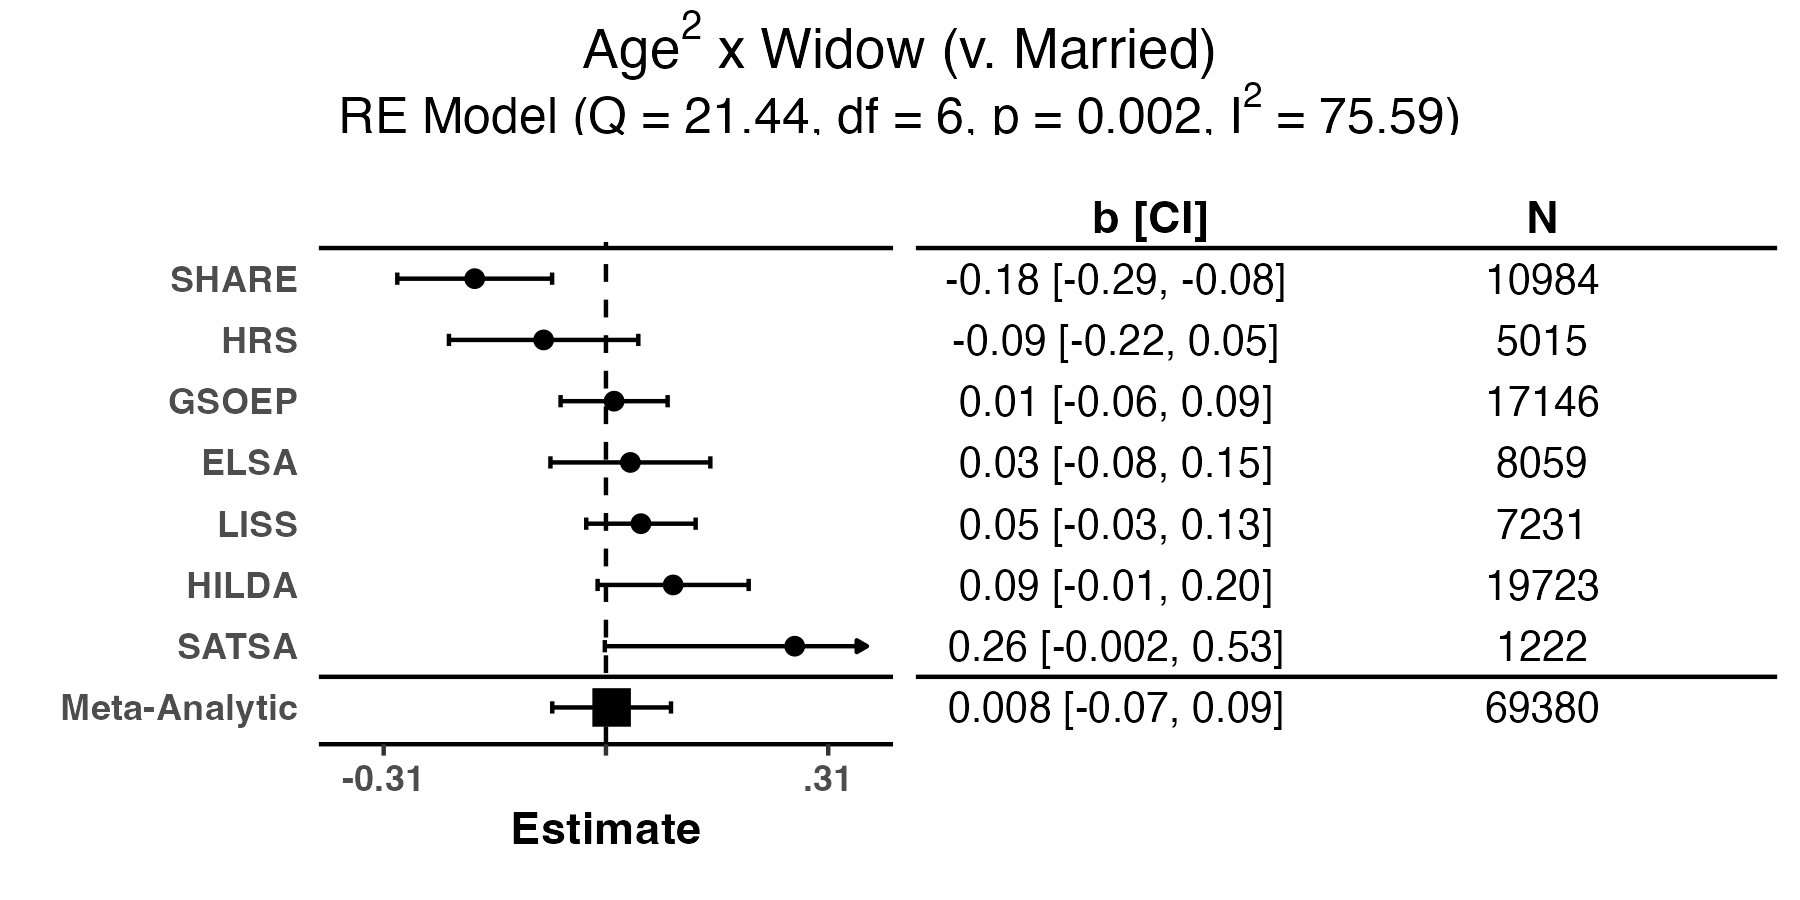 Age² x Widow (v. Married)
RE Model (Q = 21.44, df = 6, p = 0.002, I² = 75.59)
b [CI] N
SHARE -0.18 [-0.29, -0.08] 10984
HRS -0.09 [-0.22, 0.05] 5015
GSOEP 0.01 [-0.06, 0.09] 17146
ELSA 0.03 [-0.08, 0.15] 8059
LISS 0.05 [-0.03, 0.13] 7231
HILDA 0.09 [-0.01, 0.20] 19723
SATSA 0.26 [-0.002, 0.53] 1222
Meta-Analytic 0.008 [-0.07, 0.09] 69380
-0.31 .31
Estimate